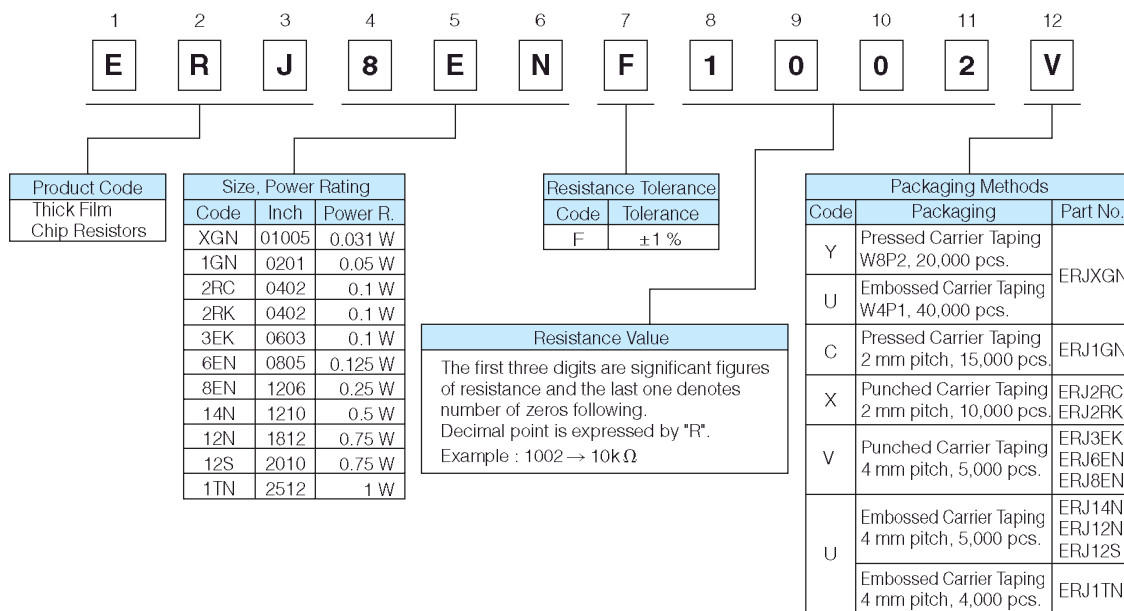 1 2 3 4 5 6 7 8 9 10 11 12
E R J 8 E N F 1 0 0 2 V
Product Code
Thick Film
Chip Resistors
Size, Power Rating
Code Inch Power R.
XGN 01005 0.031 W
1GN 0201 0.05 W
2RC 0402 0.1 W
2RK 0402 0.1 W
3EK 0603 0.1 W
6EN 0805 0.125 W
8EN 1206 0.25 W
14N 1210 0.5 W
12N 1812 0.75 W
12S 2010 0.75 W
1TN 2512 1 W
Resistance Tolerance
Code Tolerance
F ±1 %
Resistance Value
The first three digits are significant figures
of resistance and the last one denotes
number of zeros following.
Decimal point is expressed by "R".
Example : 1002 → 10k Ω
Packaging Methods
Code Packaging Part No.
Y Pressed Carrier Taping
W8P2, 20,000 pcs.
ERJXGN
U Embossed Carrier Taping
W4P1, 40,000 pcs.
C Pressed Carrier Taping
2 mm pitch, 15,000 pcs.
ERJ1GN
X Punched Carrier Taping
2 mm pitch, 10,000 pcs.
ERJ2RC
ERJ2RK
V Punched Carrier Taping
4 mm pitch, 5,000 pcs.
ERJ3EK
ERJ6EN
ERJ8EN
U Embossed Carrier Taping
4 mm pitch, 5,000 pcs.
ERJ14N
ERJ12N
ERJ12S
Embossed Carrier Taping
4 mm pitch, 4,000 pcs.
ERJ1TN